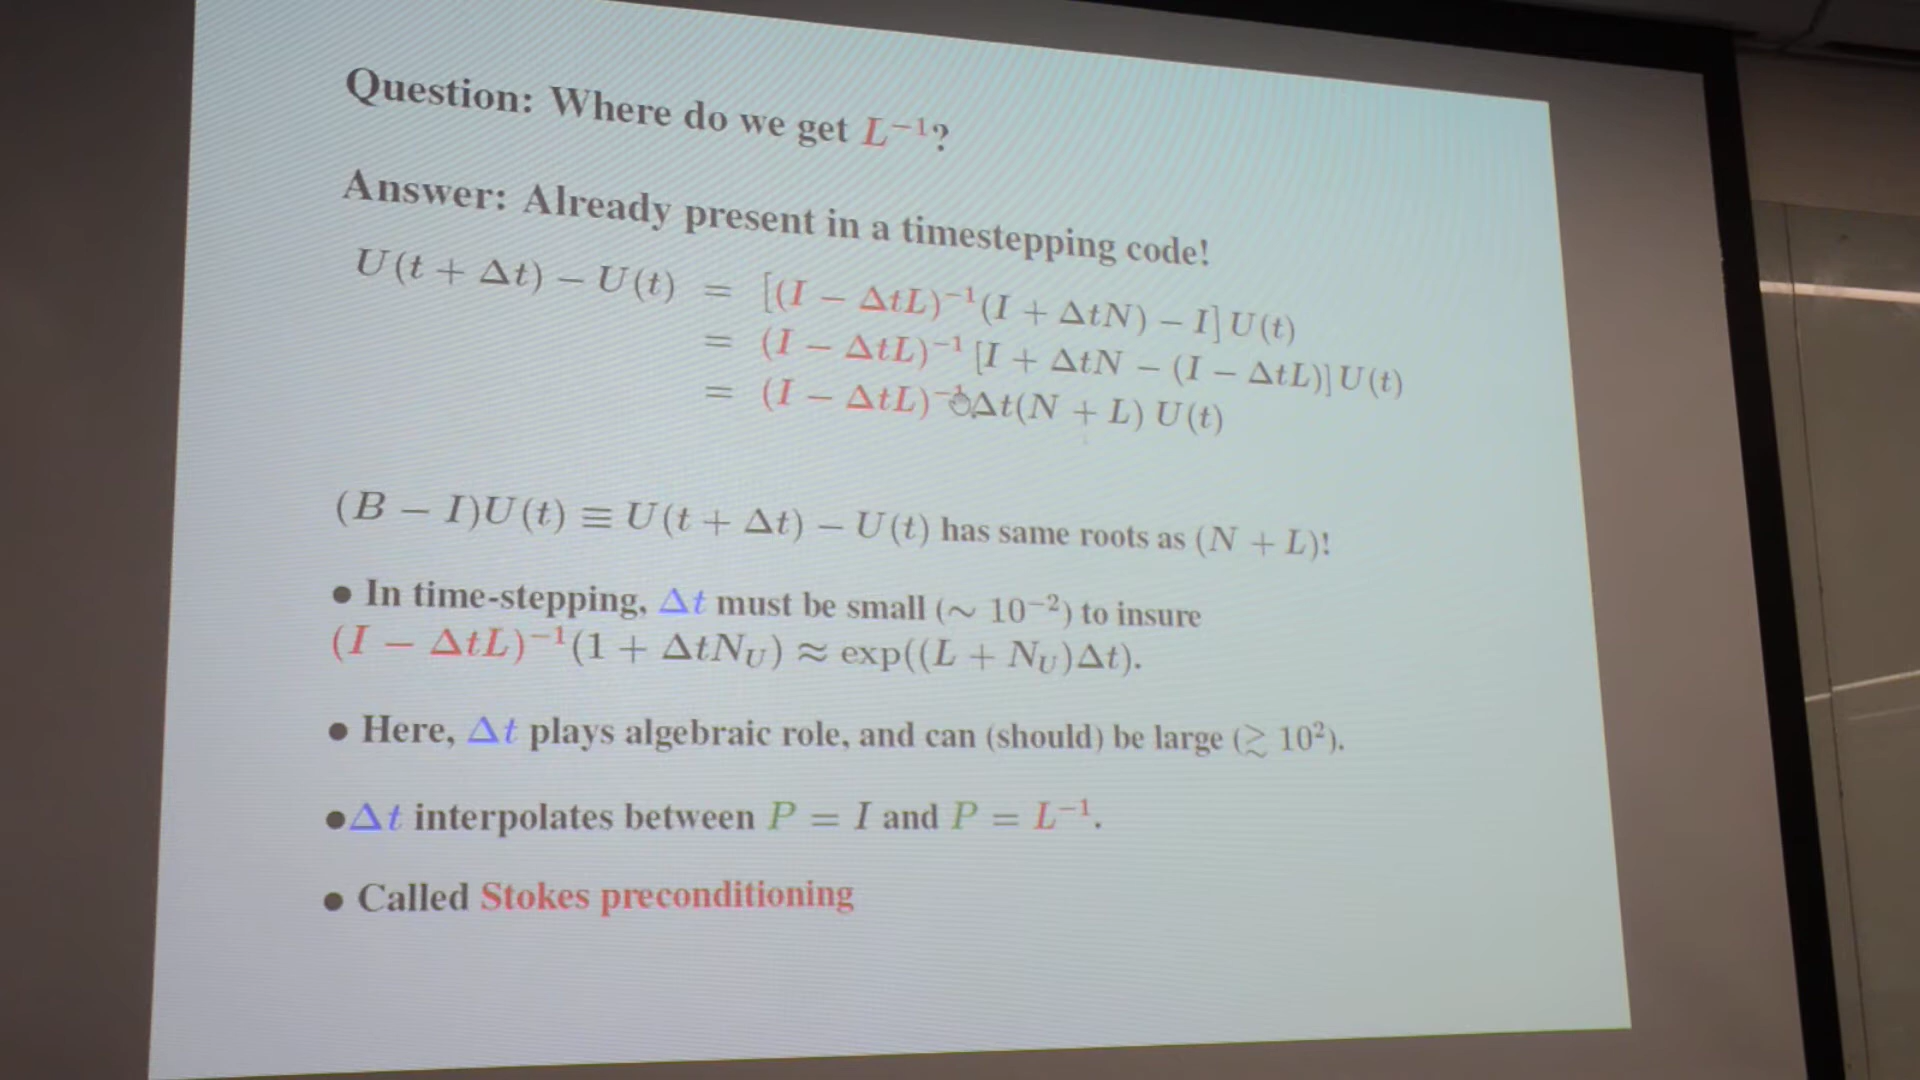 Question: Where do we get L⁻¹?
Answer: Already present in a timestepping code!
U(t + Δt) − U(t) = [(I − ΔtL)⁻¹(I + ΔtN) − I] U(t)
= (I − ΔtL)⁻¹ [I + ΔtN − (I − ΔtL)] U(t)
= (I − ΔtL)⁻¹Δt(N + L) U(t)
(B − I)U(t) ≡ U(t + Δt) − U(t) has same roots as (N + L)!
• In time-stepping, Δt must be small (∼ 10⁻²) to insure
(I − ΔtL)⁻¹(1 + ΔtN_U) ≈ exp((L + N_U)Δt).
• Here, Δt plays algebraic role, and can (should) be large (≳ 10²).
•Δt interpolates between P = I and P = L⁻¹.
• Called Stokes preconditioning